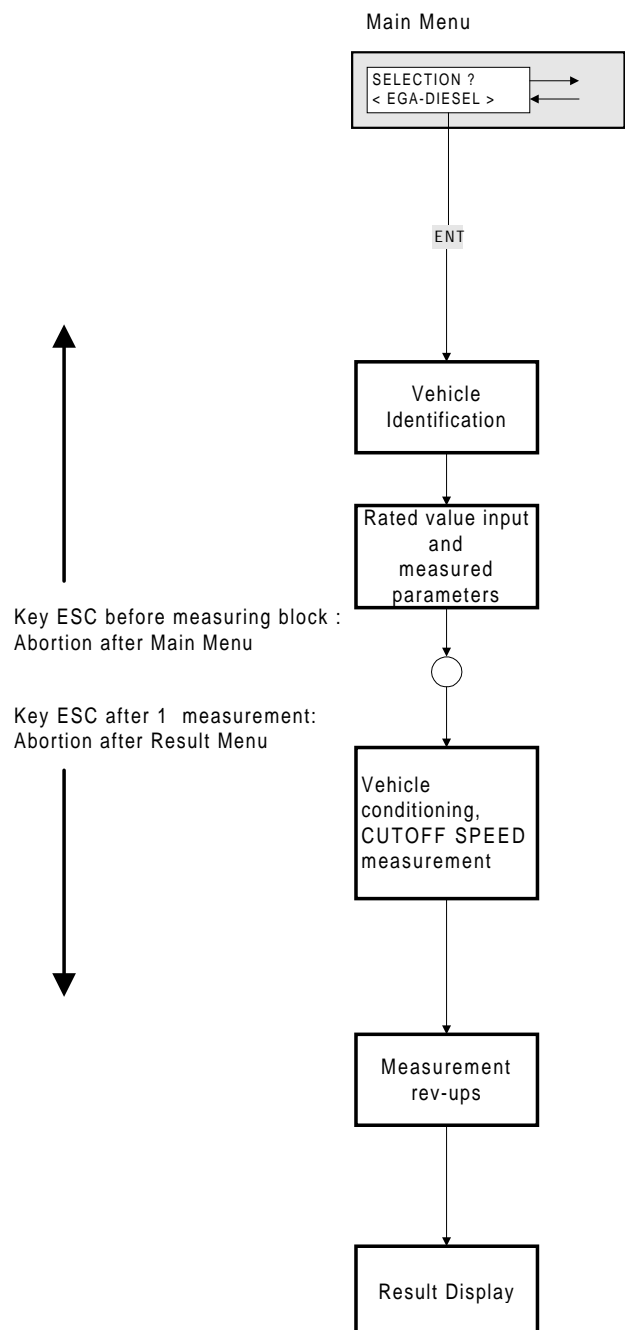 Main Menu
SELECTION ?
< EGA-DIESEL >
ENT
Vehicle
Identification
Rated value input
and
measured
parameters
Key ESC before measuring block :
Abortion after Main Menu
Key ESC after 1 measurement:
Abortion after Result Menu
Vehicle
conditioning,
CUTOFF SPEED
measurement
Measurement
rev-ups
Result Display